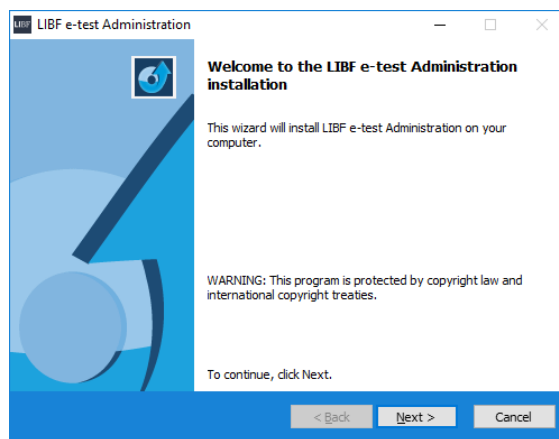 LIBF LIBF e-test Administration
Welcome to the LIBF e-test Administration
installation
This wizard will install LIBF e-test Administration on your
computer.
WARNING: This program is protected by copyright law and
international copyright treaties.
To continue, click Next.
< Back Next > Cancel